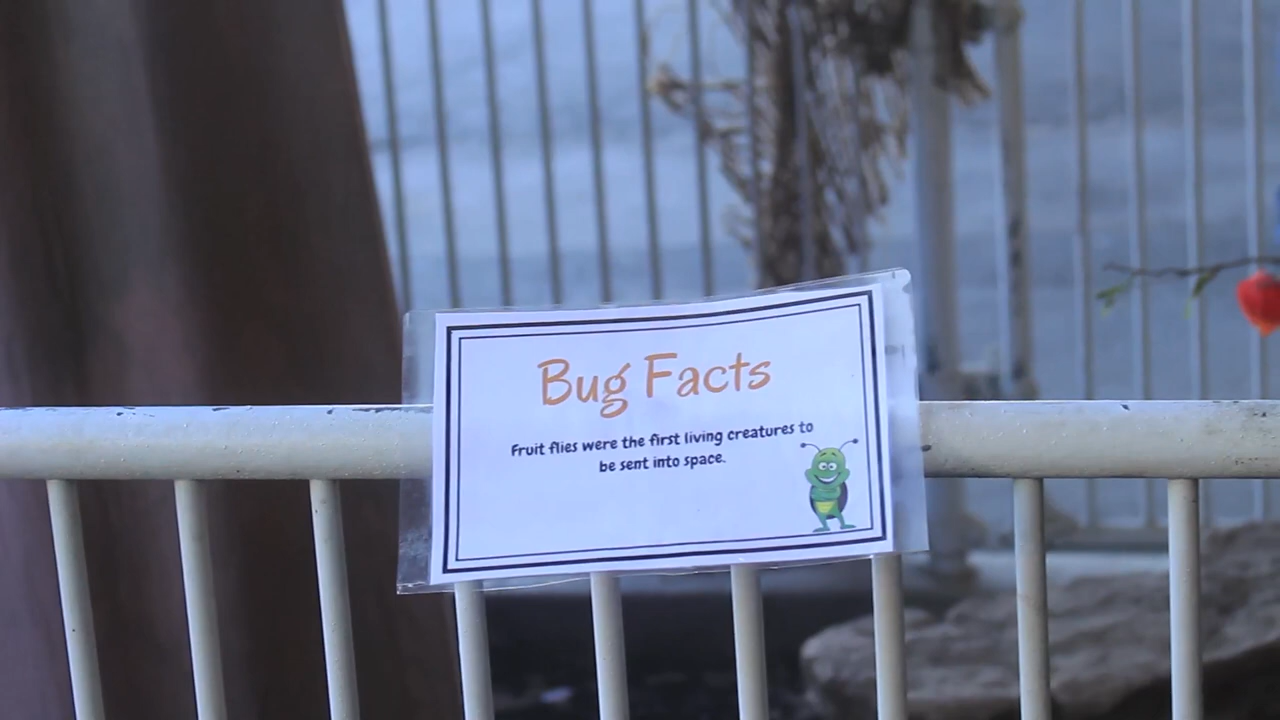 Bug Facts
Fruit flies were the first living creatures to
be sent into space.